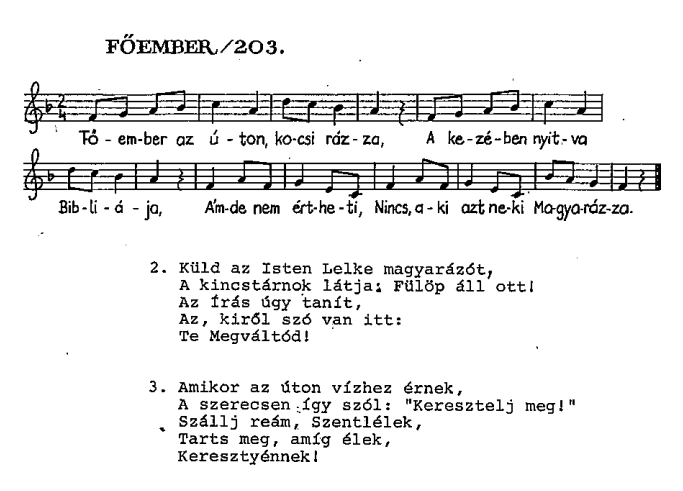 FŐEMBER/203.
2
4
Fő - em-ber az ú - ton, ko-csi ráz-za, A ke-zé-ben nyit-va
Bib-li-á-ja, Ám-de nem ért-he-ti, Nincs, a-ki azt ne-ki Ma-gya-ráz-za.
2. Küld az Isten Lelke magyarázót,
A kincstárnok látja: Fülöp áll ott!
Az írás úgy tanít,
Az, kiről szó van itt:
Te Megváltód!
3. Amikor az úton vízhez érnek,
A szerecsen így szól: "Keresztelj meg!"
Szállj reám, Szentlélek,
Tarts meg, amíg élek,
Keresztyénnek!